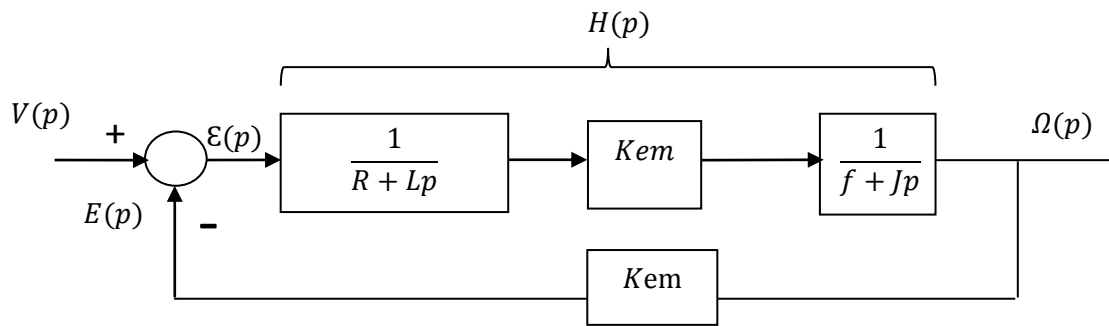 H(p)
V(p)
+
Ɛ(p)
1
R + Lp
Kem
1
f + Jp
Ω(p)
E(p)
-
Kem